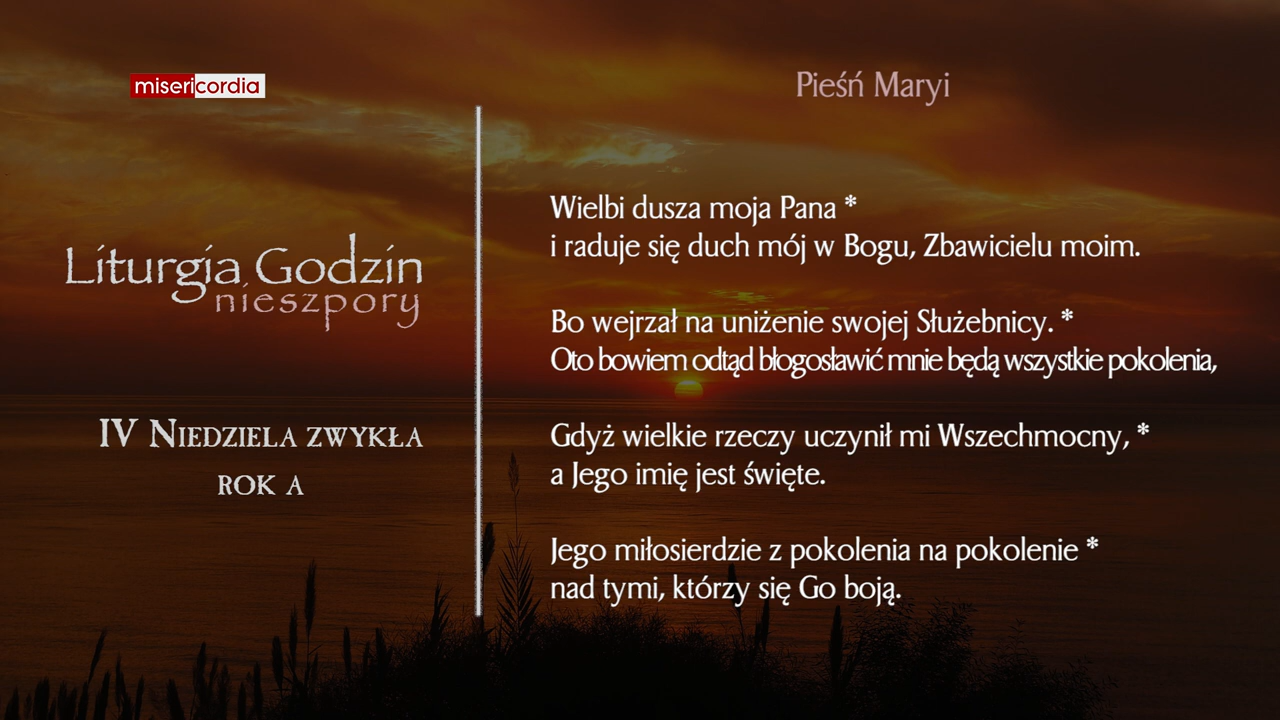 misericordia
Liturgia Godzin
nieszpory
IV Niedziela zwykła
rok A
Pieśń Maryi
Wielbi dusza moja Pana *
i raduje się duch mój w Bogu, Zbawicielu moim.
Bo wejrzał na uniżenie swojej Służebnicy. *
Oto bowiem odtąd błogosławić mnie będą wszystkie pokolenia,
Gdyż wielkie rzeczy uczynił mi Wszechmocny, *
a Jego imię jest święte.
Jego miłosierdzie z pokolenia na pokolenie *
nad tymi, którzy się Go boją.